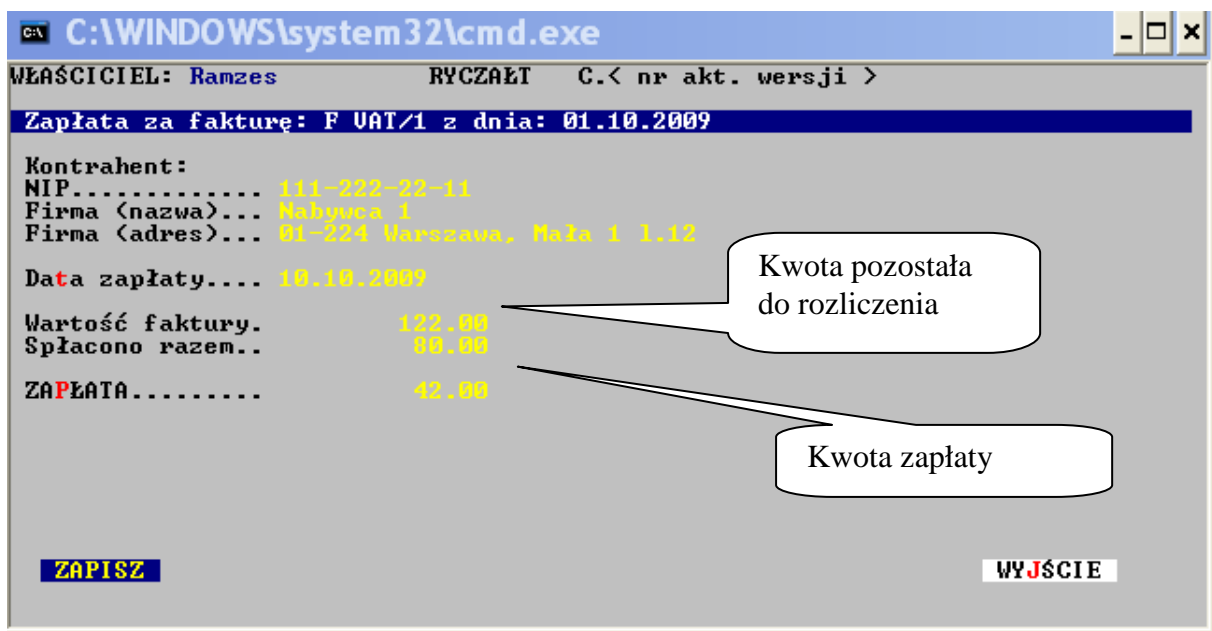 C:\WINDOWS\system32\cmd.exe
WŁAŚCICIEL: Ramzes RYCZAŁT C.< nr akt. wersji >
Zapłata za fakturę: F VAT/1 z dnia: 01.10.2009
Kontrahent:
NIP............. 111-222-22-11
Firma (nazwa)... Nabywca 1
Firma (adres)... 01-224 Warszawa, Mała 1 l.12
Kwota pozostała
do rozliczenia
Data zapłaty.... 10.10.2009
Wartość faktury. 122.00
Spłacono razem.. 80.00
ZAPŁATA......... 42.00
Kwota zapłaty
ZAPISZ WYJŚCIE